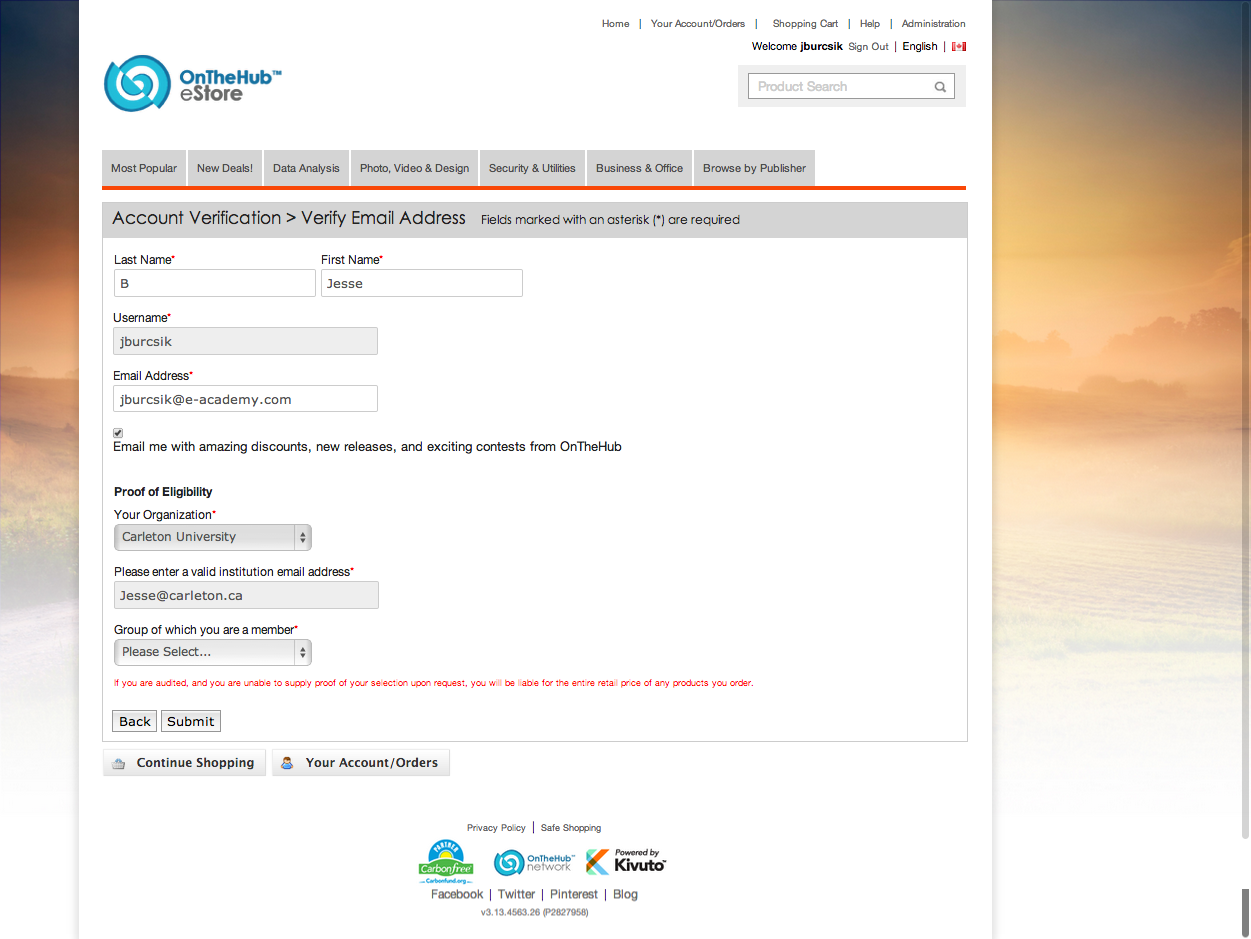 Home | Your Account/Orders | Shopping Cart | Help | Administration
Welcome jburcsik Sign Out | English |
OnTheHub™
eStore
Product Search
Most Popular New Deals! Data Analysis Photo, Video & Design Security & Utilities Business & Office Browse by Publisher
Account Verification > Verify Email Address Fields marked with an asterisk (*) are required
Last Name* First Name*
B Jesse
Username*
jburcsik
Email Address*
jburcsik@e-academy.com
Email me with amazing discounts, new releases, and exciting contests from OnTheHub
Proof of Eligibility
Your Organization*
Carleton University
Please enter a valid institution email address*
Jesse@carleton.ca
Group of which you are a member*
Please Select...
If you are audited, and you are unable to supply proof of your selection upon request, you will be liable for the entire retail price of any products you order.
Back Submit
Continue Shopping Your Account/Orders
Privacy Policy | Safe Shopping
PARTNER
Carbonfree®
Carbonfund.org
OnTheHub™
network
Powered by
Kivuto™
Facebook | Twitter | Pinterest | Blog
v3.13.4563.26 (P2827958)